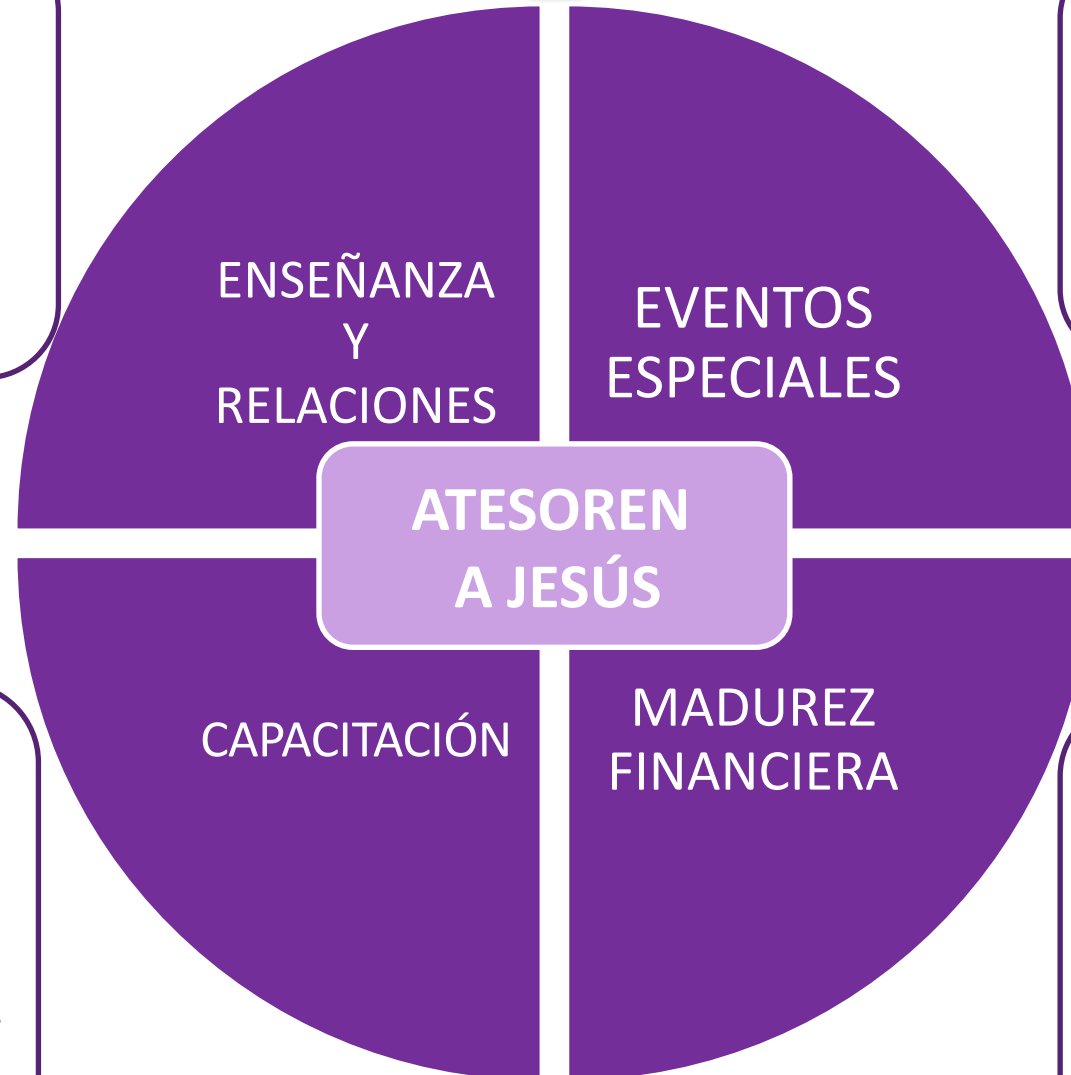 ENSEÑANZA
Y
RELACIONES
EVENTOS
ESPECIALES
ATESOREN
A JESÚS
CAPACITACIÓN
MADUREZ
FINANCIERA